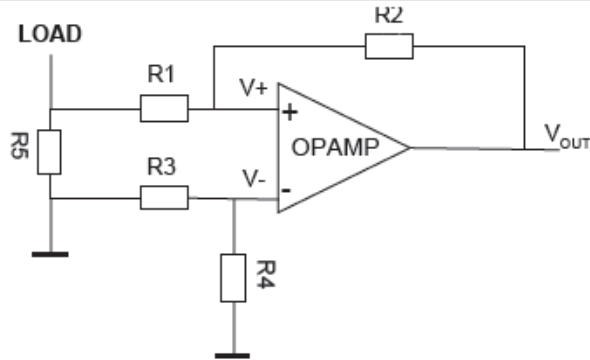 R2
LOAD
R1
V+
+
OPAMP
R5
R3
V-
-
VOUT
R4